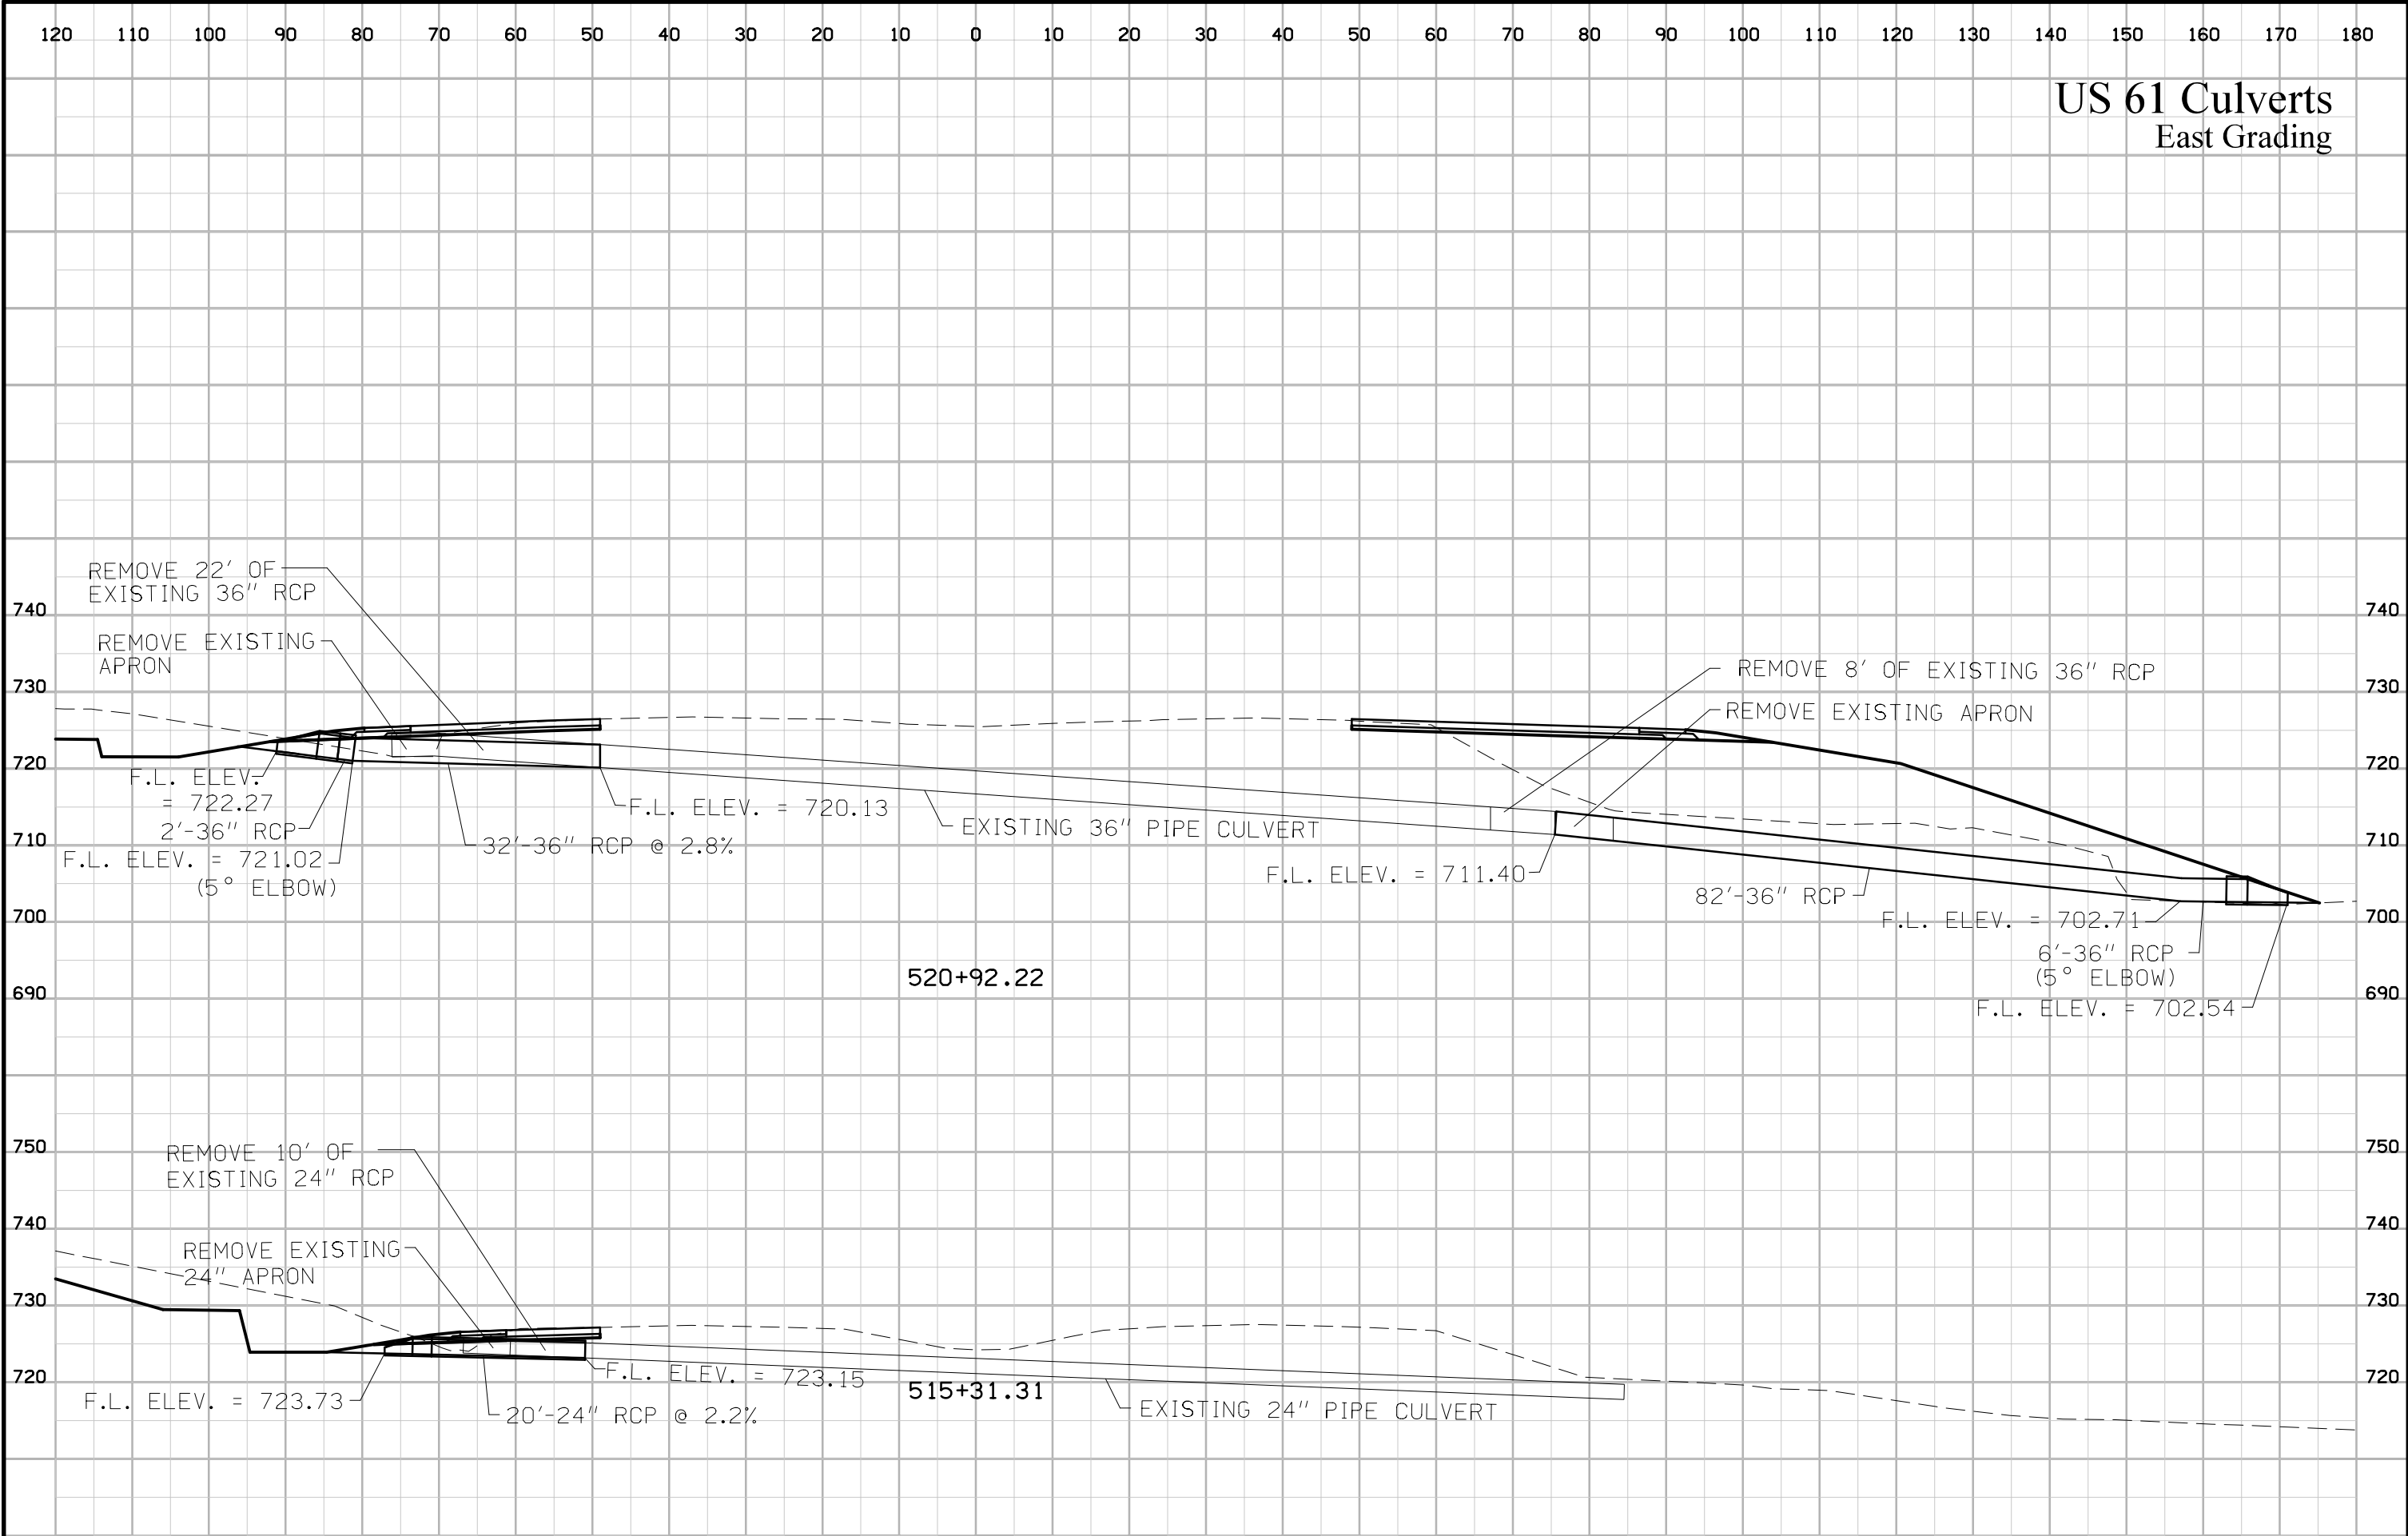 120 110 100 90 80 70 60 50 40 30 20 10 0 10 20 30 40 50 60 70 80 90 100 110 120 130 140 150 160 170 180
US 61 Culverts
East Grading
REMOVE 22' OF
EXISTING 36" RCP
740 740
REMOVE EXISTING
APRON
REMOVE 8' OF EXISTING 36" RCP
730 730
REMOVE EXISTING APRON
720 720
F.L. ELEV.
= 722.27
F.L. ELEV. = 720.13
2'-36" RCP
EXISTING 36" PIPE CULVERT
710 710
32'-36" RCP @ 2.8%
F.L. ELEV. = 721.02
(5° ELBOW)
F.L. ELEV. = 711.40
82'-36" RCP
700 700
F.L. ELEV. = 702.71
6'-36" RCP
(5° ELBOW)
520+92.22
690 690
F.L. ELEV. = 702.54
750 750
REMOVE 10' OF
EXISTING 24" RCP
740 740
REMOVE EXISTING
24" APRON
730 730
720 720
F.L. ELEV. = 723.15
515+31.31
F.L. ELEV. = 723.73
20'-24" RCP @ 2.2%
EXISTING 24" PIPE CULVERT